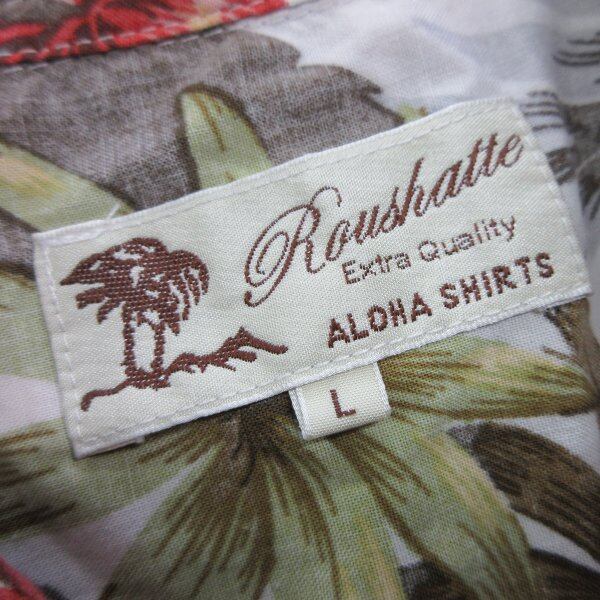 Roushatte
Extra Quality
ALOHA SHIRTS
L